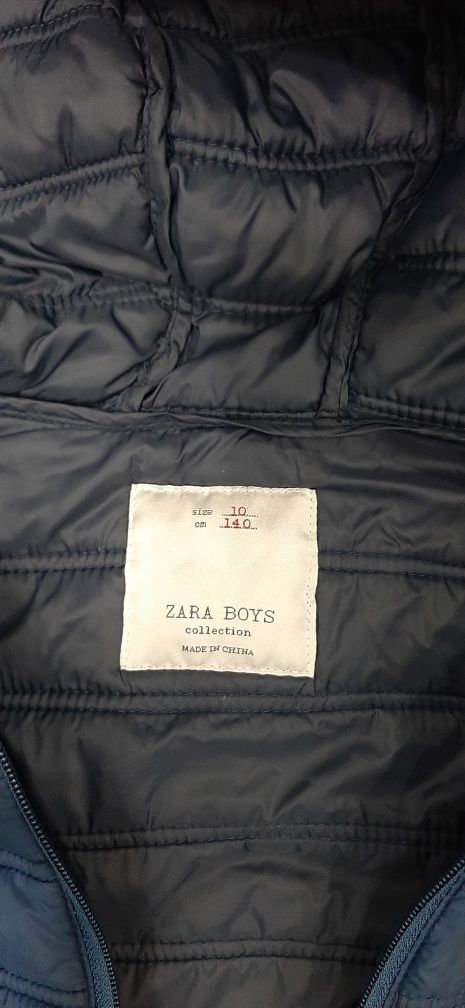 size 10
cm 140
ZARA BOYS
collection
MADE IN CHINA